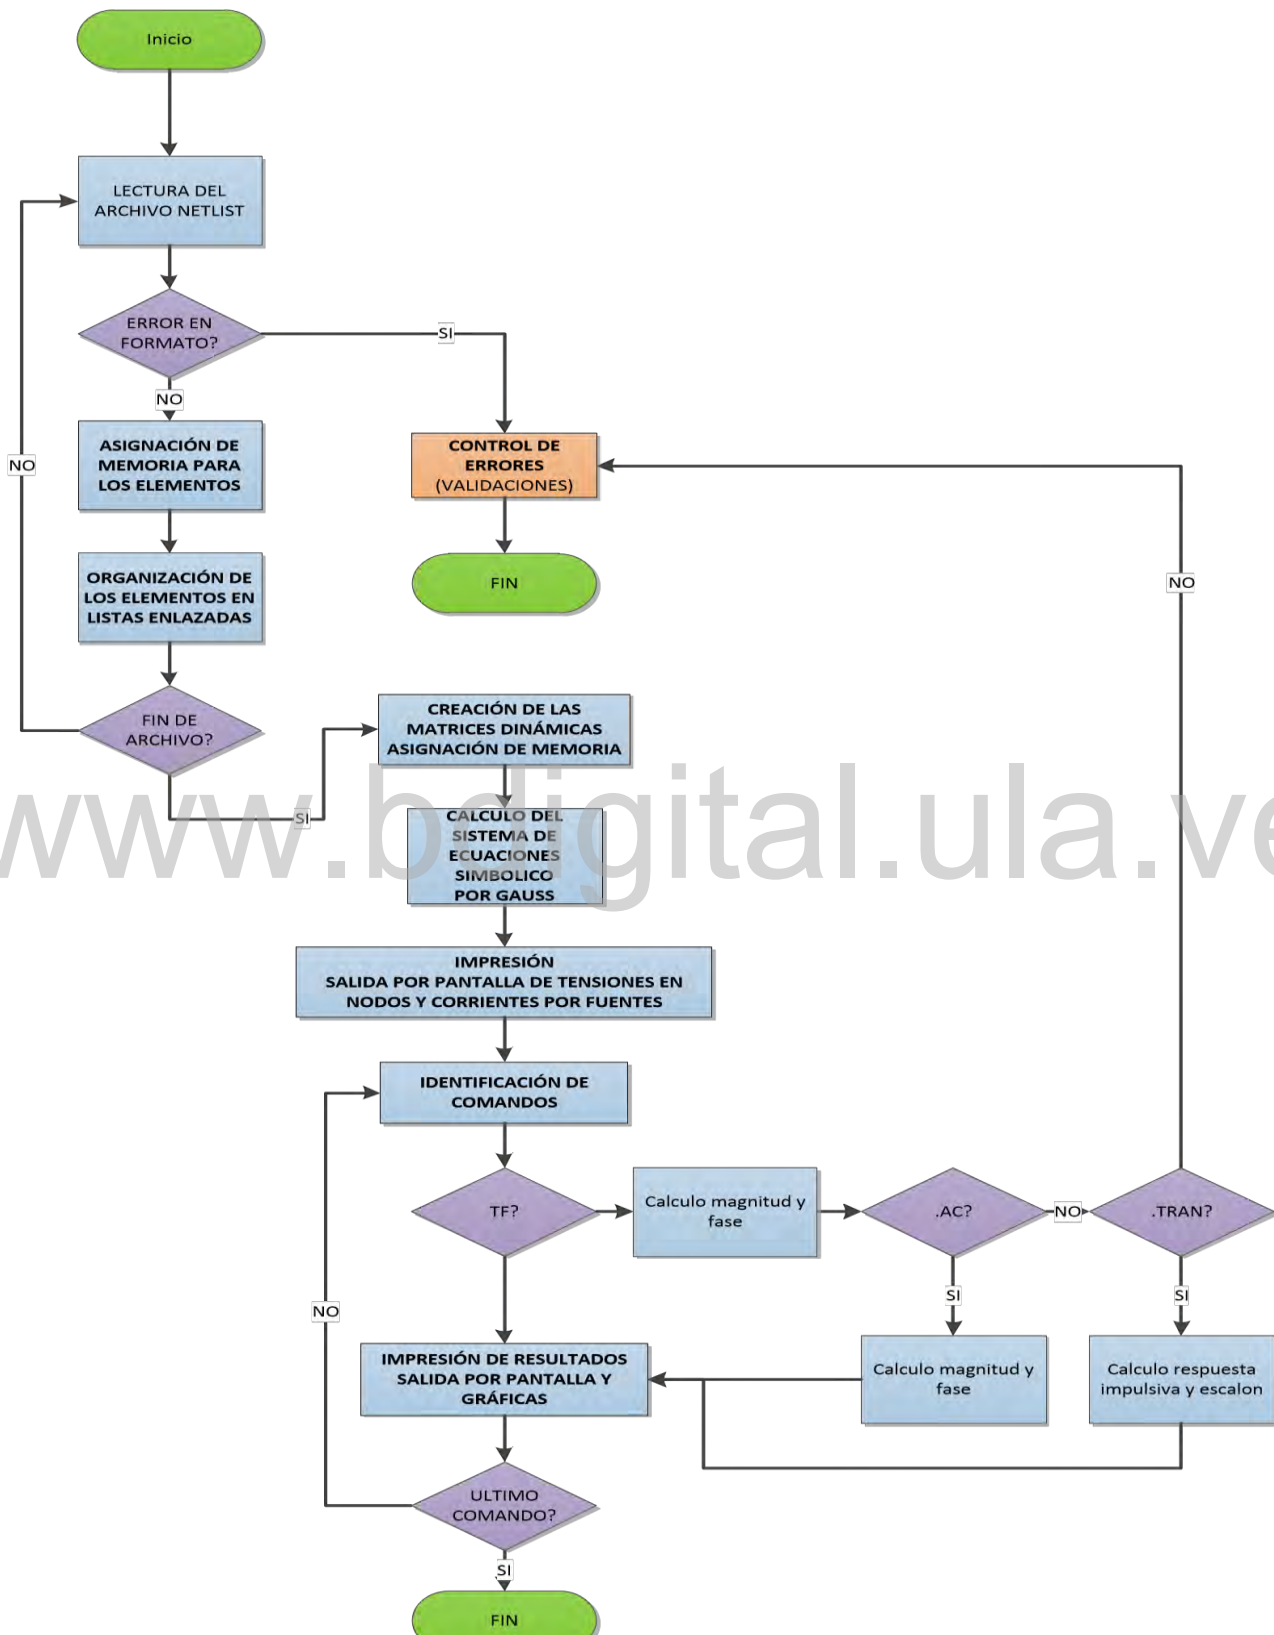 Inicio
LECTURA DEL
ARCHIVO NETLIST
ERROR EN
FORMATO?
SI
NO
ASIGNACIÓN DE
MEMORIA PARA
LOS ELEMENTOS
CONTROL DE
ERRORES
(VALIDACIONES)
NO
ORGANIZACIÓN DE
LOS ELEMENTOS EN
LISTAS ENLAZADAS
FIN
NO
FIN DE
ARCHIVO?
SI
CREACIÓN DE LAS
MATRICES DINÁMICAS
ASIGNACIÓN DE MEMORIA
www.bdigital.ula.ve
CALCULO DEL
SISTEMA DE
ECUACIONES
SIMBOLICO
POR GAUSS
IMPRESIÓN
SALIDA POR PANTALLA DE TENSIONES EN
NODOS Y CORRIENTES POR FUENTES
IDENTIFICACIÓN DE
COMANDOS
TF?
Calculo magnitud y
fase
.AC?
NO
.TRAN?
SI
SI
NO
IMPRESIÓN DE RESULTADOS
SALIDA POR PANTALLA Y
GRÁFICAS
Calculo magnitud y
fase
Calculo respuesta
impulsiva y escalon
ULTIMO
COMANDO?
SI
FIN